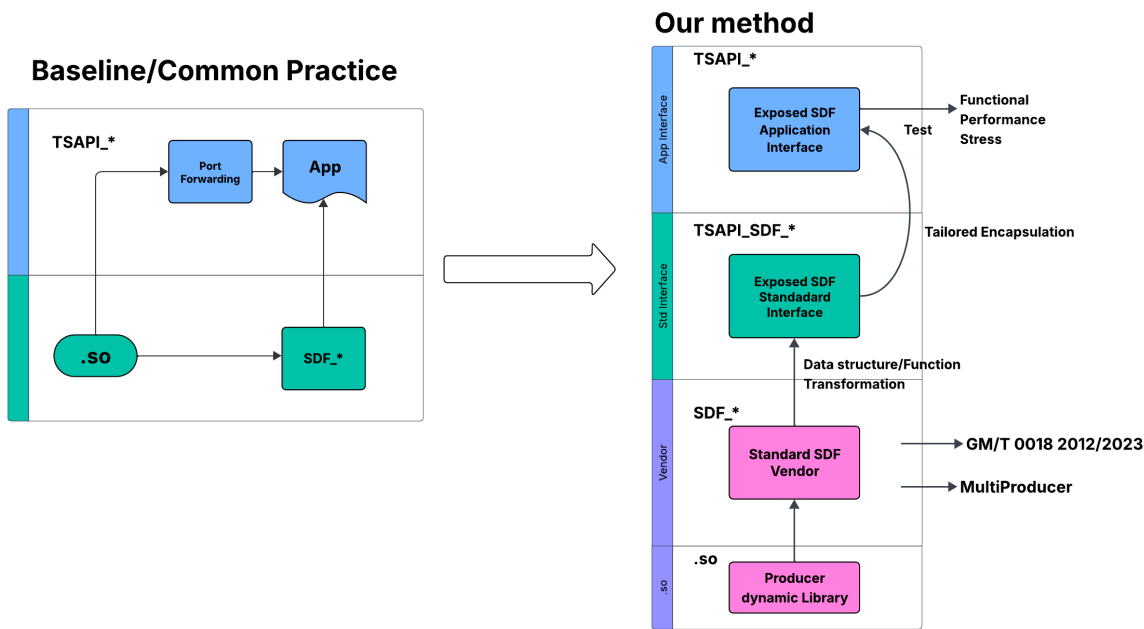 Our method
Baseline/Common Practice
TSAPI_*
Port
Forwarding
App
.so
SDF_*
App Interface
TSAPI_*
Exposed SDF
Application
Interface
Test
Functional
Performance
Stress
Std Interface
TSAPI_SDF_*
Exposed SDF
Standadard
Interface
Tailored Encapsulation
Data structure/Function
Transformation
Vendor
SDF_*
Standard SDF
Vendor
GM/T 0018 2012/2023
MultiProducer
.so
.so
Producer
dynamic Library